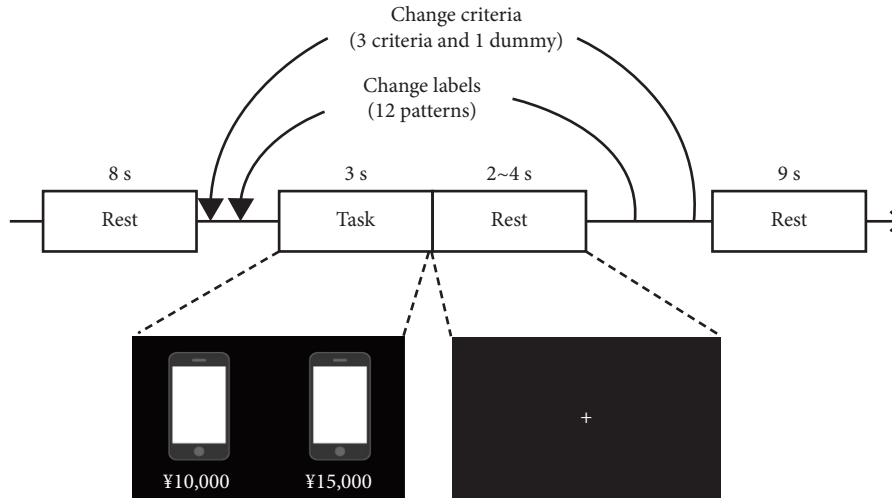 Change criteria
(3 criteria and 1 dummy)
Change labels
(12 patterns)
8 s
3 s
2~4 s
9 s
Rest
Task
Rest
Rest
+
¥10,000
¥15,000